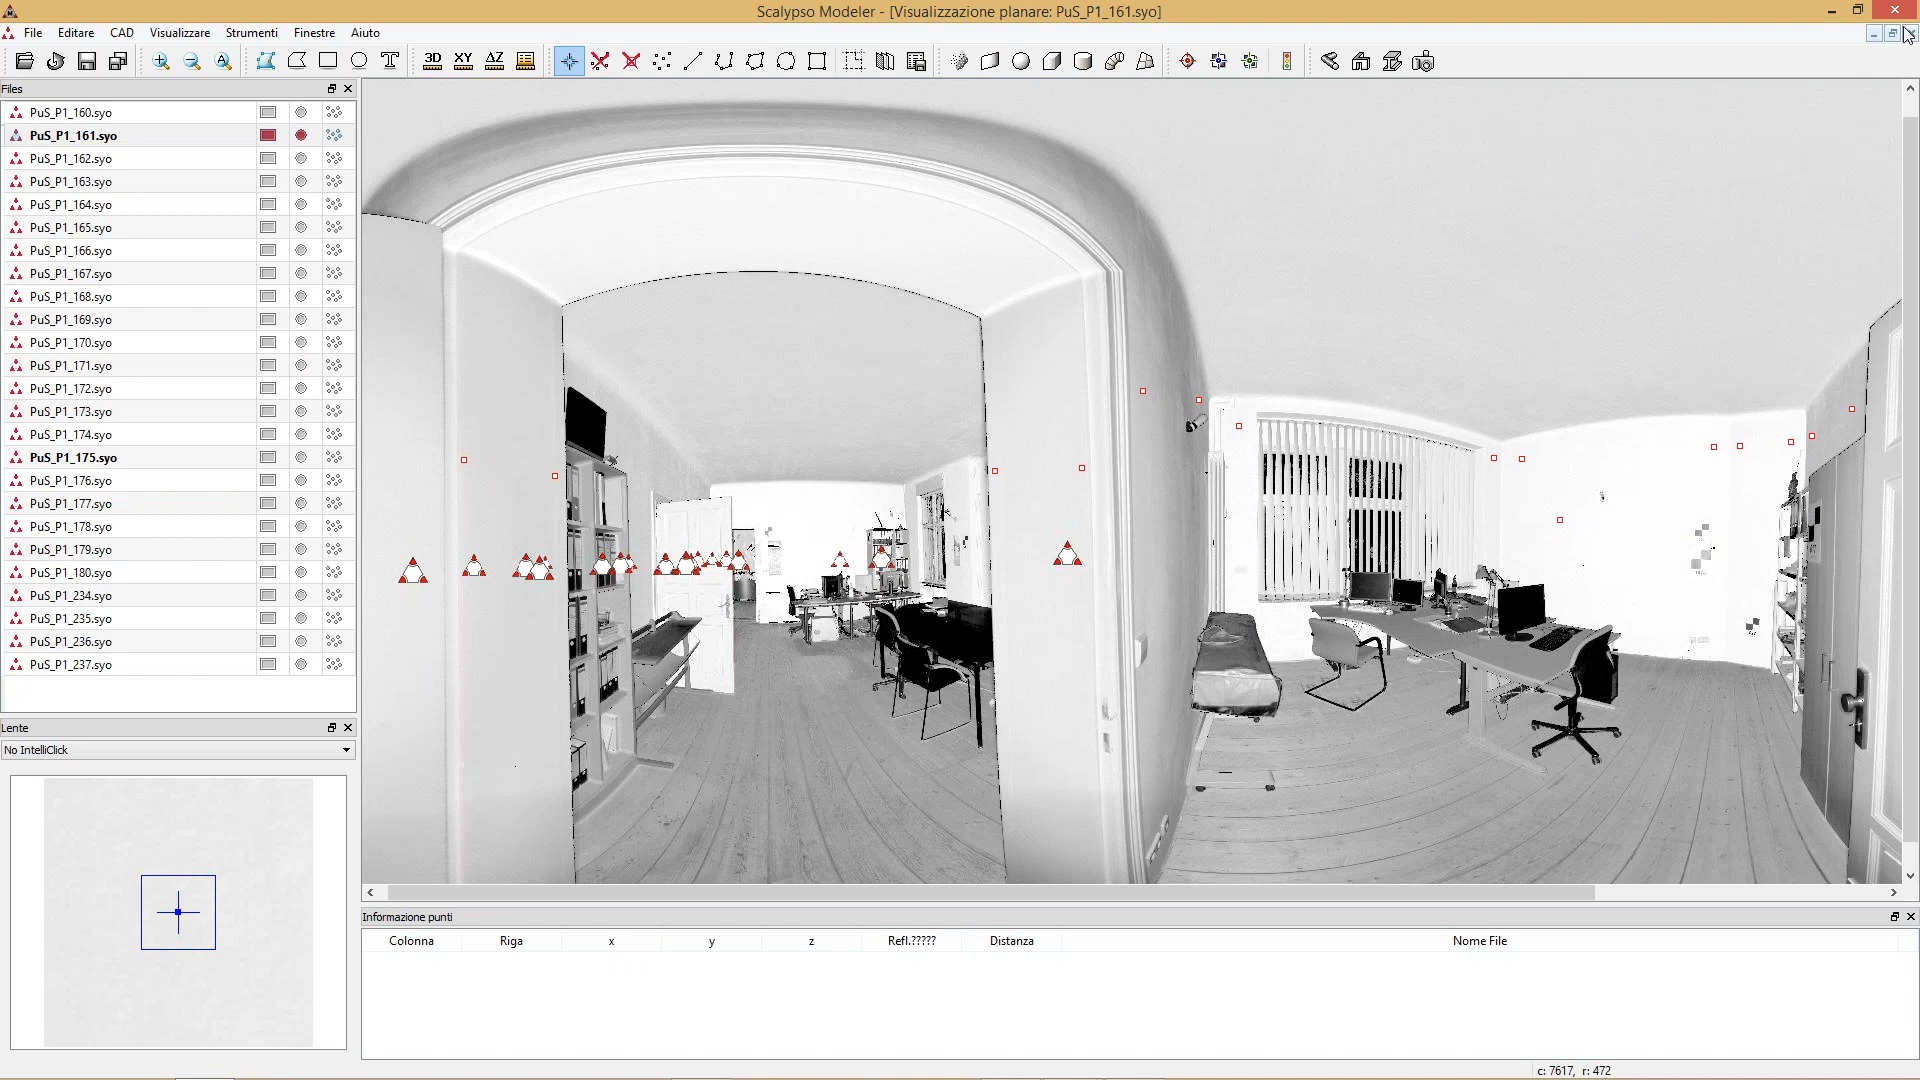 Scalypso Modeler - [Visualizzazione planare: PuS_P1_161.syo]
File Editare CAD Visualizzare Strumenti Finestre Aiuto
3D XY ΔZ
Files
PuS_P1_160.syo
PuS_P1_161.syo
PuS_P1_162.syo
PuS_P1_163.syo
PuS_P1_164.syo
PuS_P1_165.syo
PuS_P1_166.syo
PuS_P1_167.syo
PuS_P1_168.syo
PuS_P1_169.syo
PuS_P1_170.syo
PuS_P1_171.syo
PuS_P1_172.syo
PuS_P1_173.syo
PuS_P1_174.syo
PuS_P1_175.syo
PuS_P1_176.syo
PuS_P1_177.syo
PuS_P1_178.syo
PuS_P1_179.syo
PuS_P1_180.syo
PuS_P1_234.syo
PuS_P1_235.syo
PuS_P1_236.syo
PuS_P1_237.syo
Lente
No IntelliClick
Informazione punti
Colonna Riga x y z Refl.????? Distanza Nome File
c: 7617, r: 472